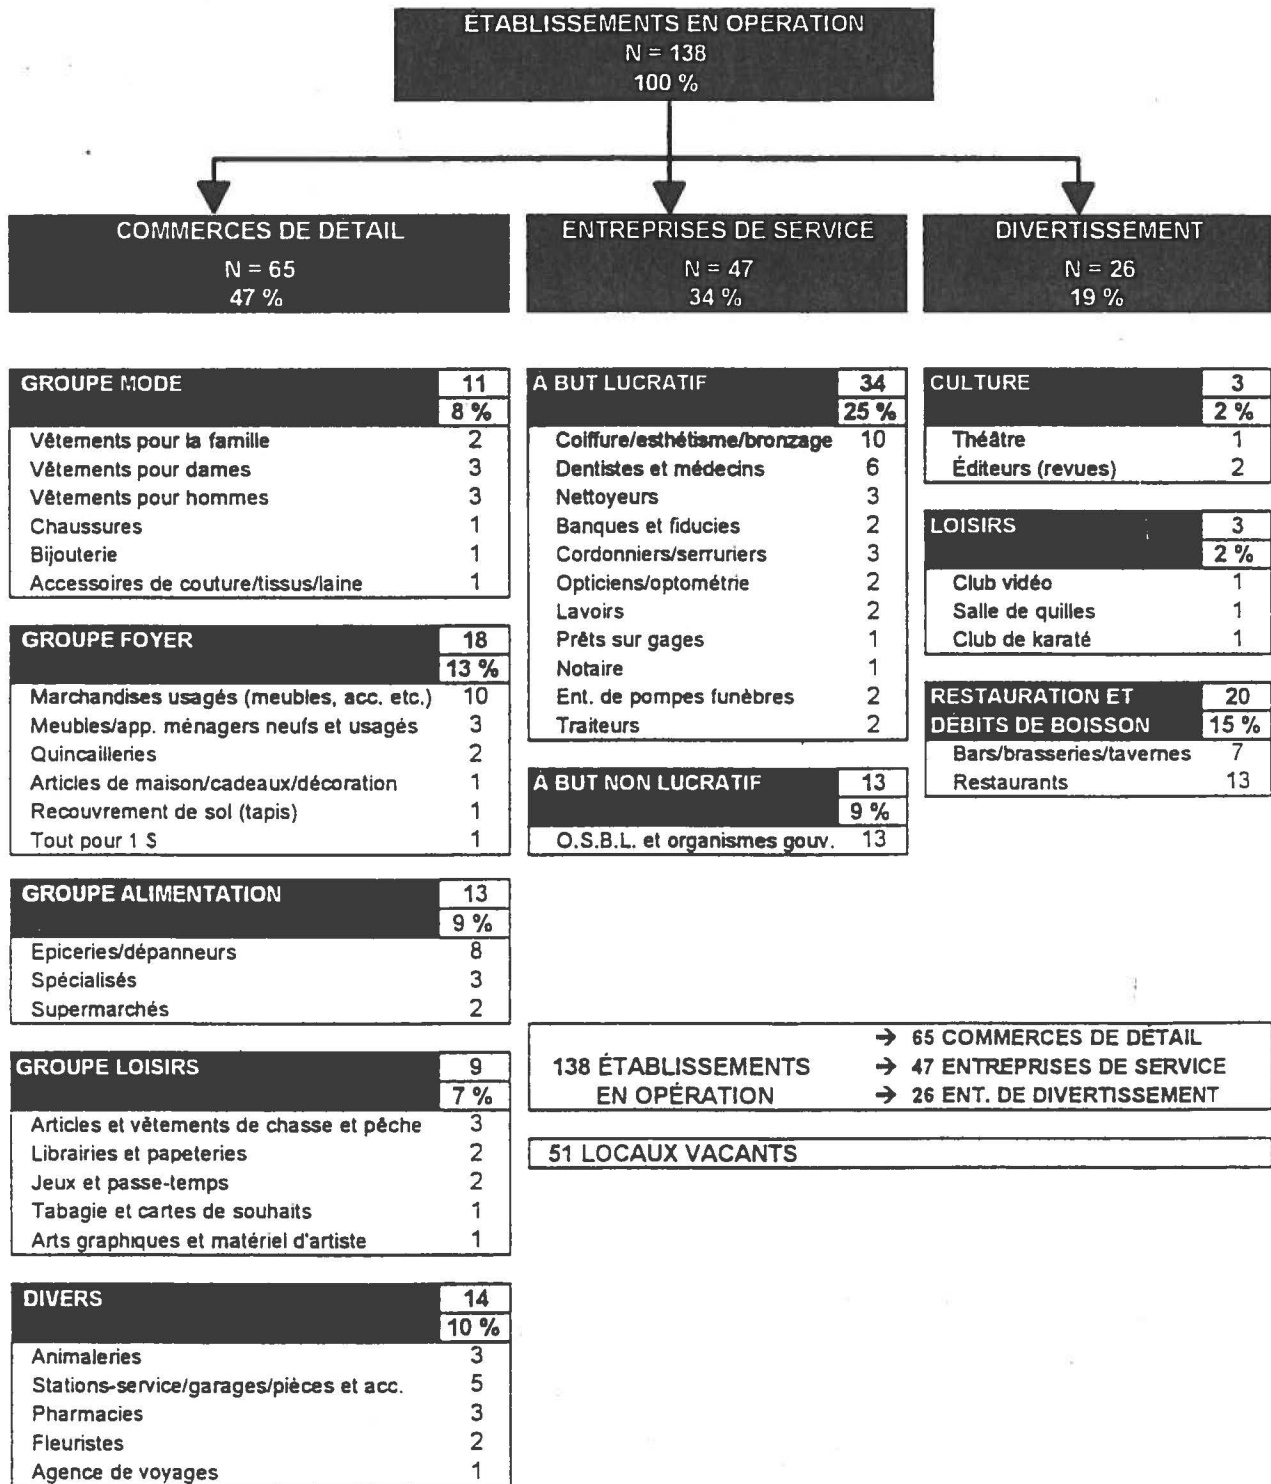 ÉTABLISSEMENTS EN OPÉRATION
N = 138
100 %
COMMERCES DE DÉTAIL
N = 65
47 %
ENTREPRISES DE SERVICE
N = 47
34 %
DIVERTISSEMENT
N = 26
19 %
GROUPE MODE 11
8 %
Vêtements pour la famille 2
Vêtements pour dames 3
Vêtements pour hommes 3
Chaussures 1
Bijouterie 1
Accessoires de couture/tissus/laine 1
GROUPE FOYER 18
13 %
Marchandises usagés (meubles, acc. etc.) 10
Meubles/app. ménagers neufs et usagés 3
Quincailleries 2
Articles de maison/cadeaux/décoration 1
Recouvrement de sol (tapis) 1
Tout pour 1 $ 1
GROUPE ALIMENTATION 13
9 %
Epiceries/dépanneurs 8
Spécialisés 3
Supermarchés 2
GROUPE LOISIRS 9
7 %
Articles et vêtements de chasse et pêche 3
Librairies et papeteries 2
Jeux et passe-temps 2
Tabagie et cartes de souhaits 1
Arts graphiques et matériel d'artiste 1
DIVERS 14
10 %
Animaleries 3
Stations-service/garages/pièces et acc. 5
Pharmacies 3
Fleuristes 2
Agence de voyages 1
À BUT LUCRATIF 34
25 %
Coiffure/esthétisme/bronzage 10
Dentistes et médecins 6
Nettoyeurs 3
Banques et fiducies 2
Cordonniers/serruriers 3
Opticiens/optométrie 2
Lavoirs 2
Prêts sur gages 1
Notaire 1
Ent. de pompes funèbres 2
Traiteurs 2
À BUT NON LUCRATIF 13
9 %
O.S.B.L. et organismes gouv. 13
CULTURE 3
2 %
Théâtre 1
Éditeurs (revues) 2
LOISIRS 3
2 %
Club vidéo 1
Salle de quilles 1
Club de karaté 1
RESTAURATION ET 20
DÉBITS DE BOISSON 15 %
Bars/brasseries/tavernes 7
Restaurants 13
→ 65 COMMERCES DE DÉTAIL
138 ÉTABLISSEMENTS → 47 ENTREPRISES DE SERVICE
EN OPÉRATION → 26 ENT. DE DIVERTISSEMENT
51 LOCAUX VACANTS